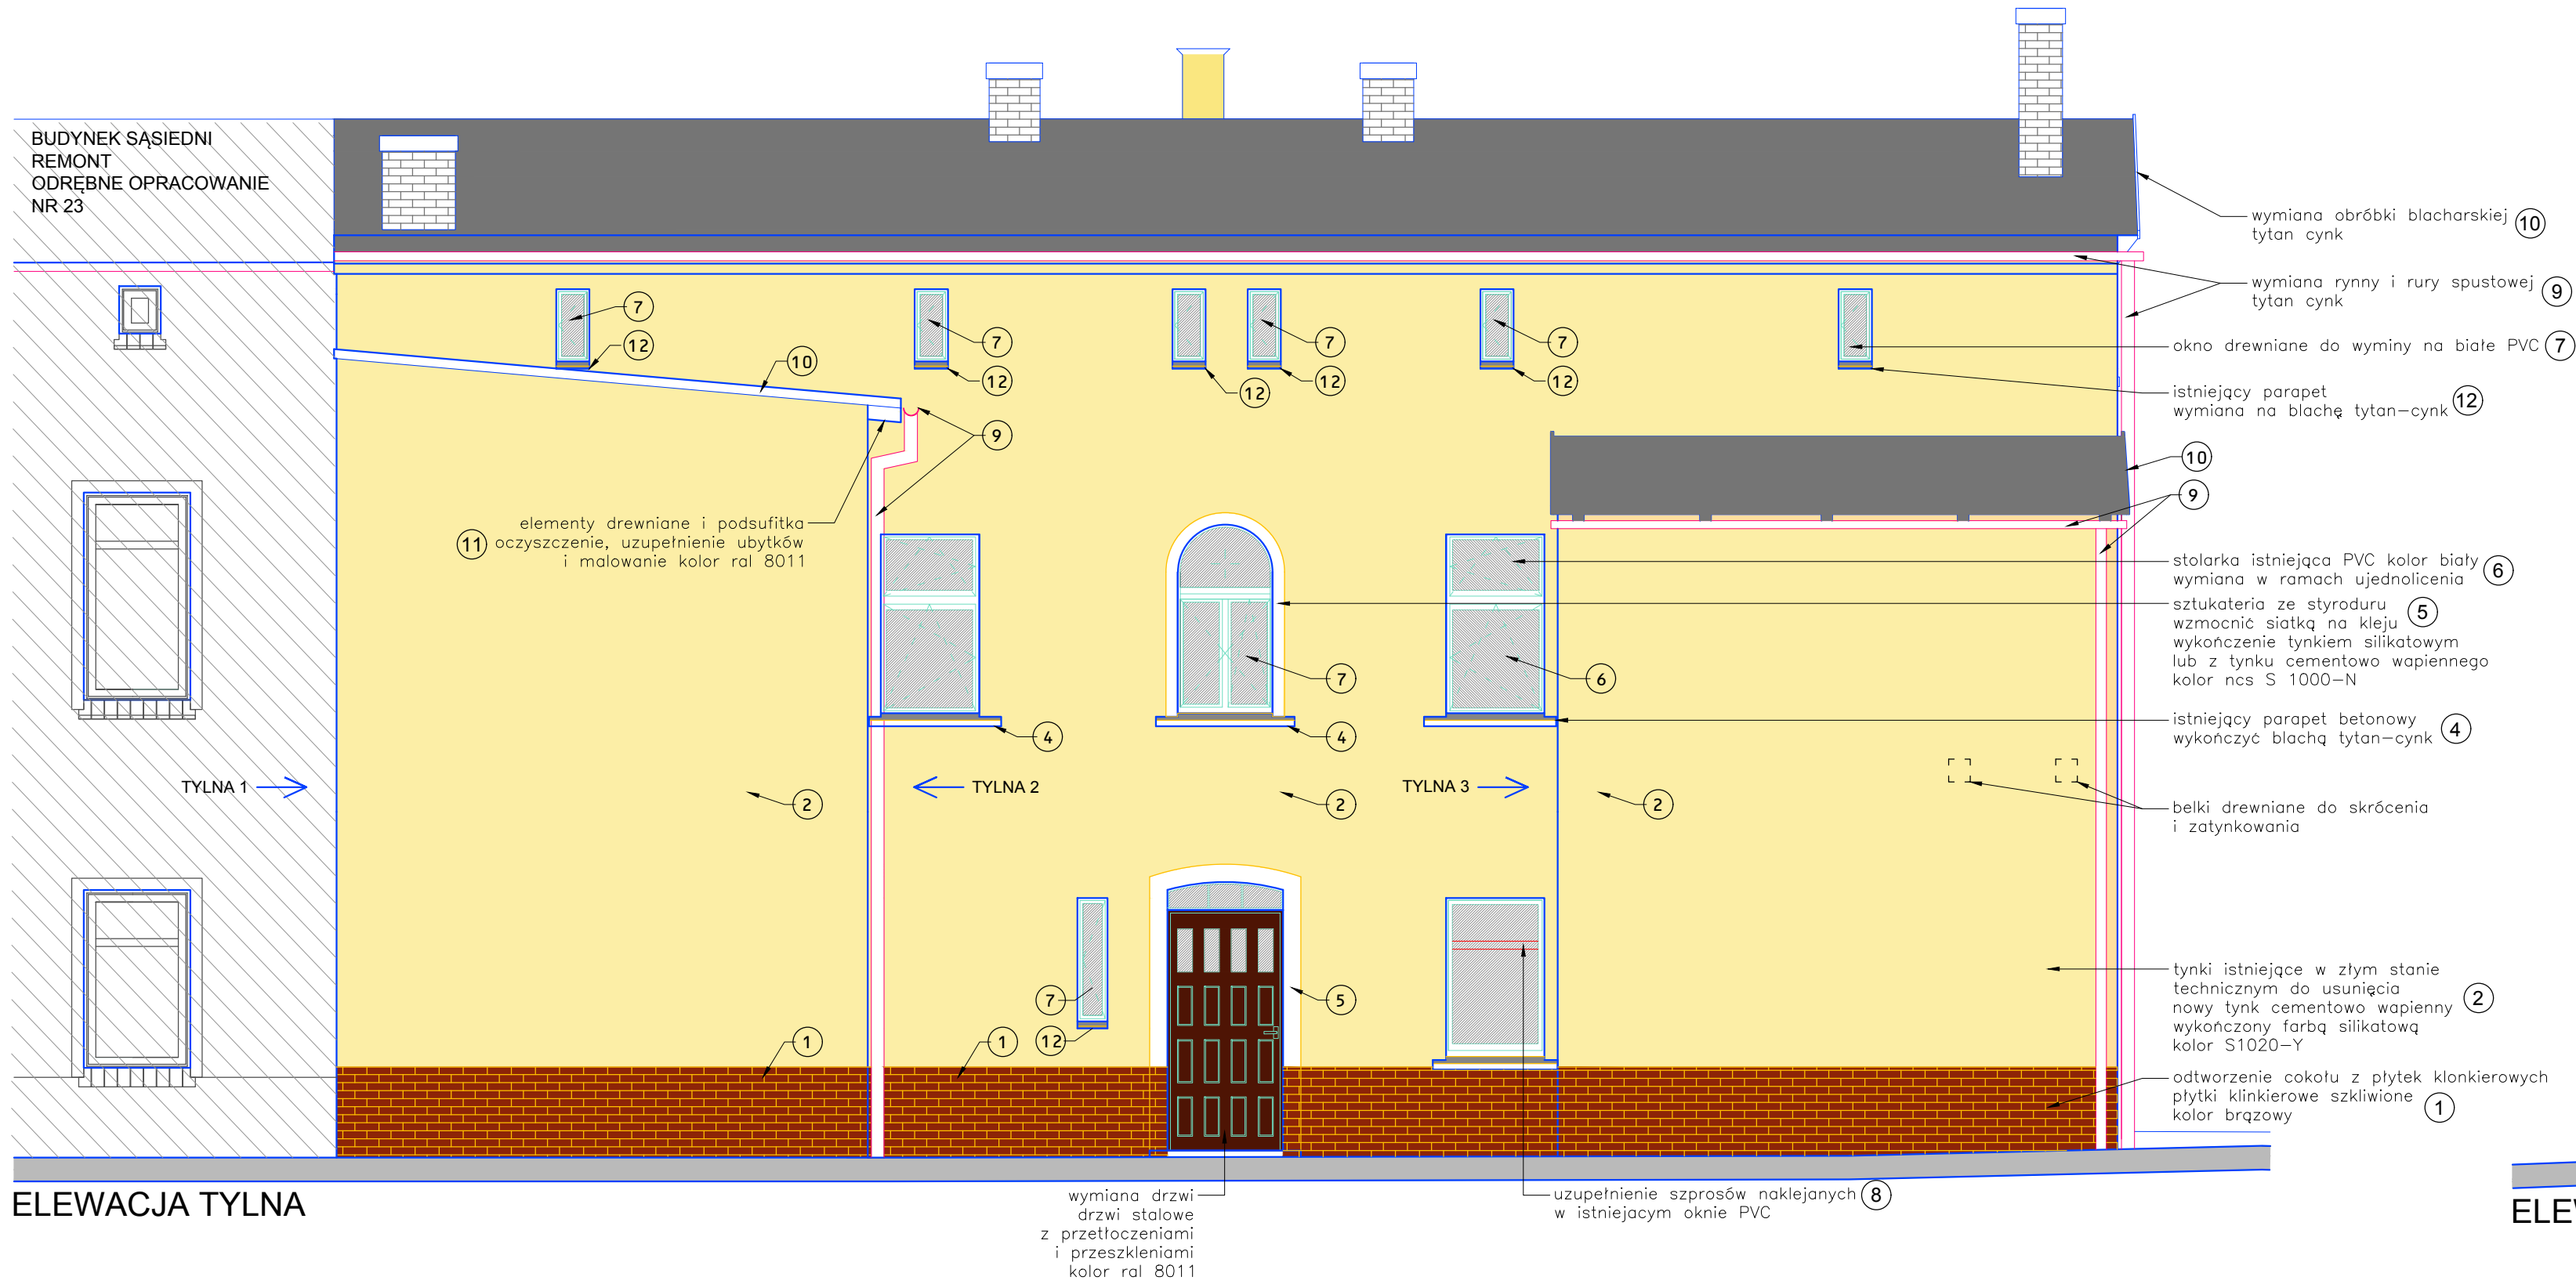 BUDYNEK SĄSIEDNI
REMONT
ODRĘBNE OPRACOWANIE
NR 23
wymiana obróbki blacharskiej 10
tytan cynk
wymiana rynny i rury spustowej 9
tytan cynk
7
7
7
7
okno drewniane do wyminy na białe PVC 7
12
10
12
12
12
12
istniejący parapet
wymiana na blachę tytan-cynk 12
9
10
9
elementy drewniane i podsufitka
11 oczyszczenie, uzupełnienie ubytków
i malowanie kolor ral 8011
stolarka istniejąca PVC kolor biały
wymiana w ramach ujednolicenia 6
sztukateria ze styroduru
wzmocnić siatką na kleju 5
wykończenie tynkiem silikatowym
lub z tynku cementowo wapiennego
kolor ncs S 1000-N
7
6
istniejący parapet betonowy
wykończyć blachą tytan-cynk 4
4
4
TYLNA 1
TYLNA 2
TYLNA 3
2
2
2
belki drewniane do skrócenia
i zatynkowania
tynki istniejące w złym stanie
technicznym do usunięcia
nowy tynk cementowo wapienny 2
wykończony farbą silikatową
kolor S1020-Y
7
5
12
1
1
odtworzenie cokołu z płytek klonkierowych
płytki klinkierowe szkliwione
kolor brązowy 1
ELEWACJA TYLNA
wymiana drzwi
drzwi stalowe
z przetłoczeniami
i przeszkleniami
kolor ral 8011
uzupełnienie szprosów naklejanych 8
w istniejacym oknie PVC